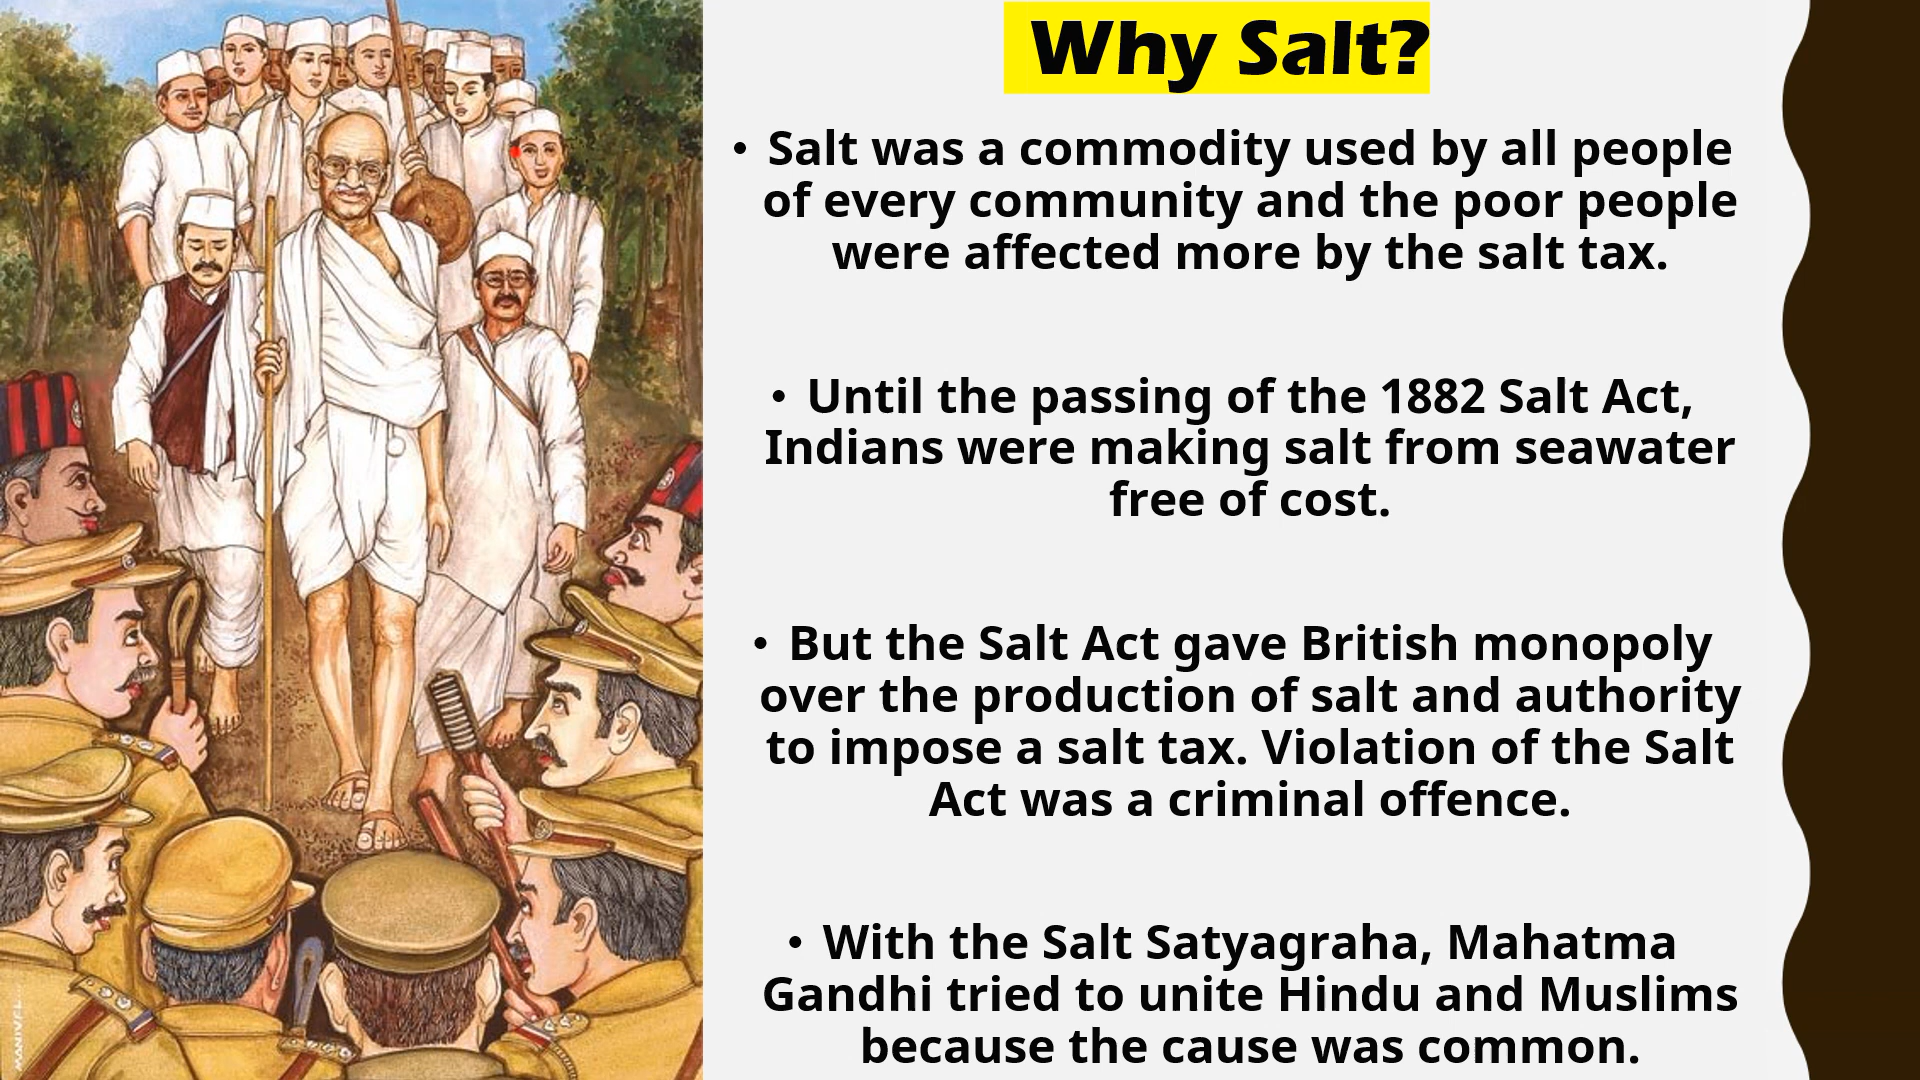 Why Salt?
• Salt was a commodity used by all people
of every community and the poor people
were affected more by the salt tax.
• Until the passing of the 1882 Salt Act,
Indians were making salt from seawater
free of cost.
• But the Salt Act gave British monopoly
over the production of salt and authority
to impose a salt tax. Violation of the Salt
Act was a criminal offence.
• With the Salt Satyagraha, Mahatma
Gandhi tried to unite Hindu and Muslims
because the cause was common.
MANIVEL